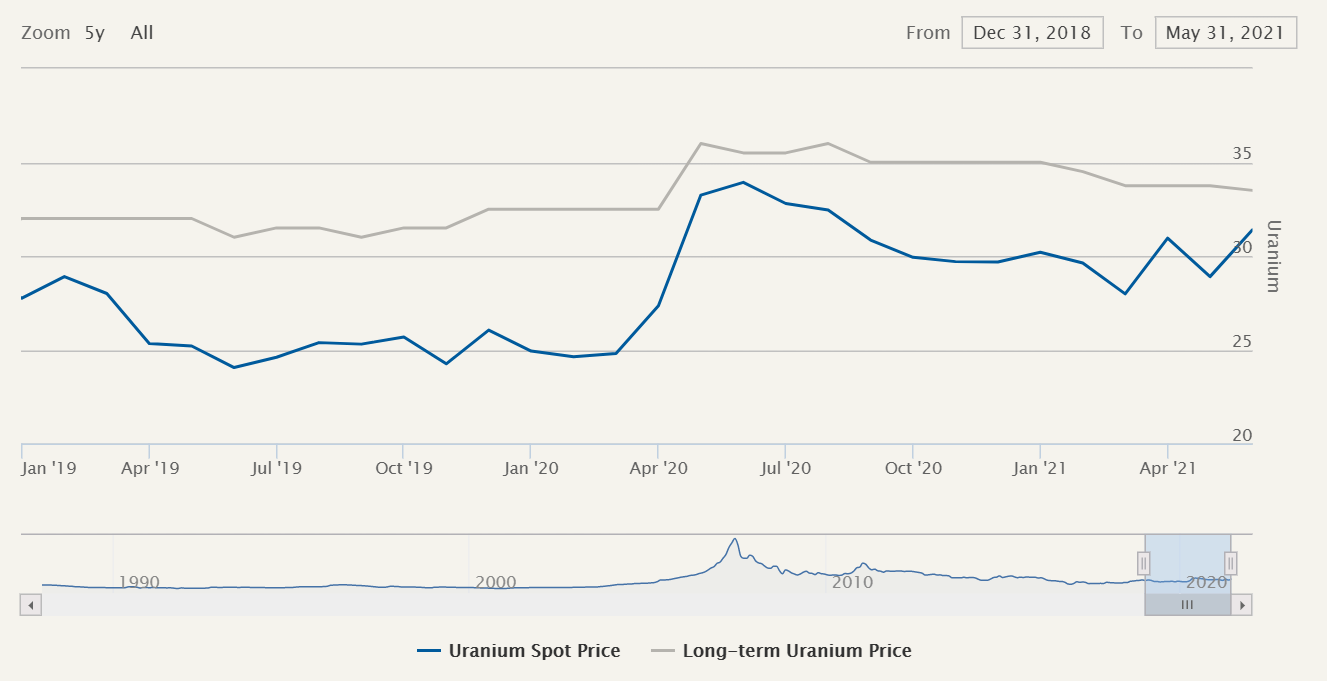 Zoom 5y All From Dec 31, 2018 To May 31, 2021
35
30
25
20
Uranium
Jan '19 Apr '19 Jul '19 Oct '19 Jan '20 Apr '20 Jul '20 Oct '20 Jan '21 Apr '21
1990 2000 2010 2020
Uranium Spot Price Long-term Uranium Price